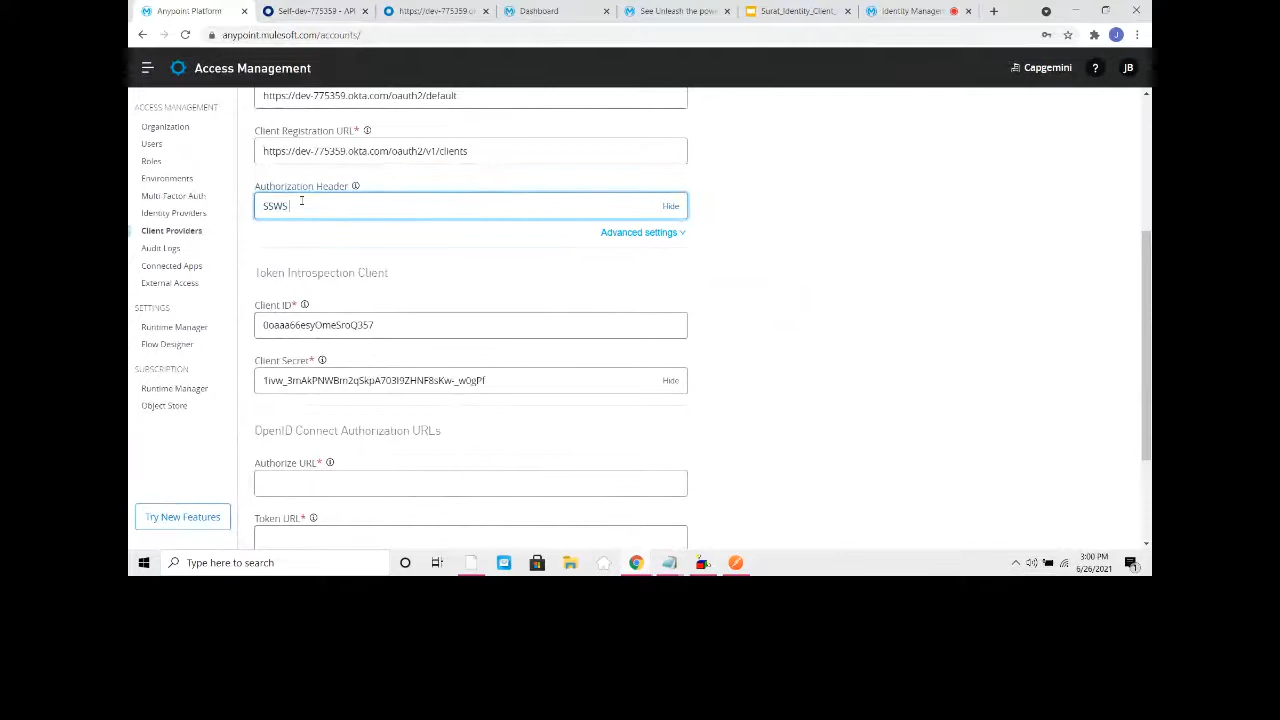 Anypoint Platform
Self-dev-775359 - API
https://dev-775359.o
Dashboard
See Unleash the pow
Surat_Identity_Client_
Identity Manage
anypoint.mulesoft.com/accounts/
J
Access Management
Capgemini
?
JB
ACCESS MANAGEMENT
Organization
Users
Roles
Environments
Multi Factor Auth
Identity Providers
Client Providers
Audit Logs
Connected Apps
External Access
SETTINGS
Runtime Manager
Flow Designer
SUBSCRIPTION
Runtime Manager
Object Store
Try New Features
https://dev-775359.okta.com/oauth2/default
Client Registration URL*
https://dev-775359.okta.com/oauth2/v1/clients
Authorization Header
SSWS
Hide
Advanced settings
Token Introspection Client
Client ID*
0oaaa66esyOmeSroQ357
Client Secret*
1ivw_3mAkPNWBm2qSkpA703I9ZHNF8sKw-_w0gPf
Hide
OpenID Connect Authorization URLs
Authorize URL*
Token URL*
Type here to search
3:00 PM
6/26/2021
1